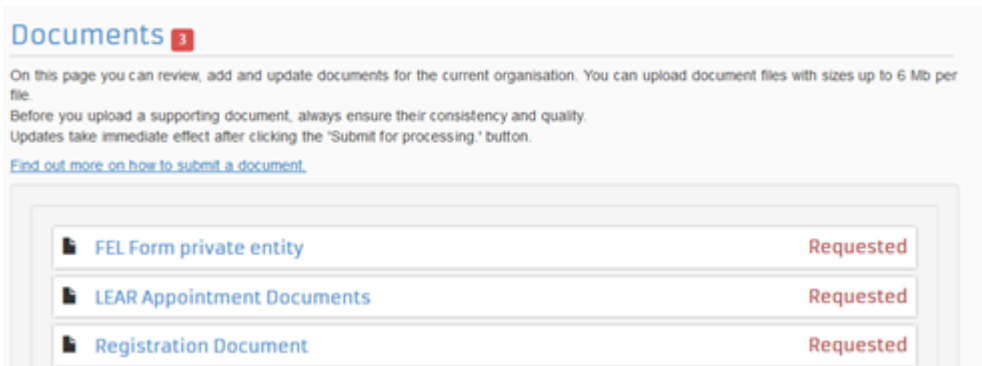 Documents 3
On this page you can review, add and update documents for the current organisation. You can upload document files with sizes up to 6 Mb per
file.
Before you upload a supporting document, always ensure their consistency and quality.
Updates take immediate effect after clicking the 'Submit for processing.' button.
Find out more on how to submit a document.
FEL Form private entity Requested
LEAR Appointment Documents Requested
Registration Document Requested